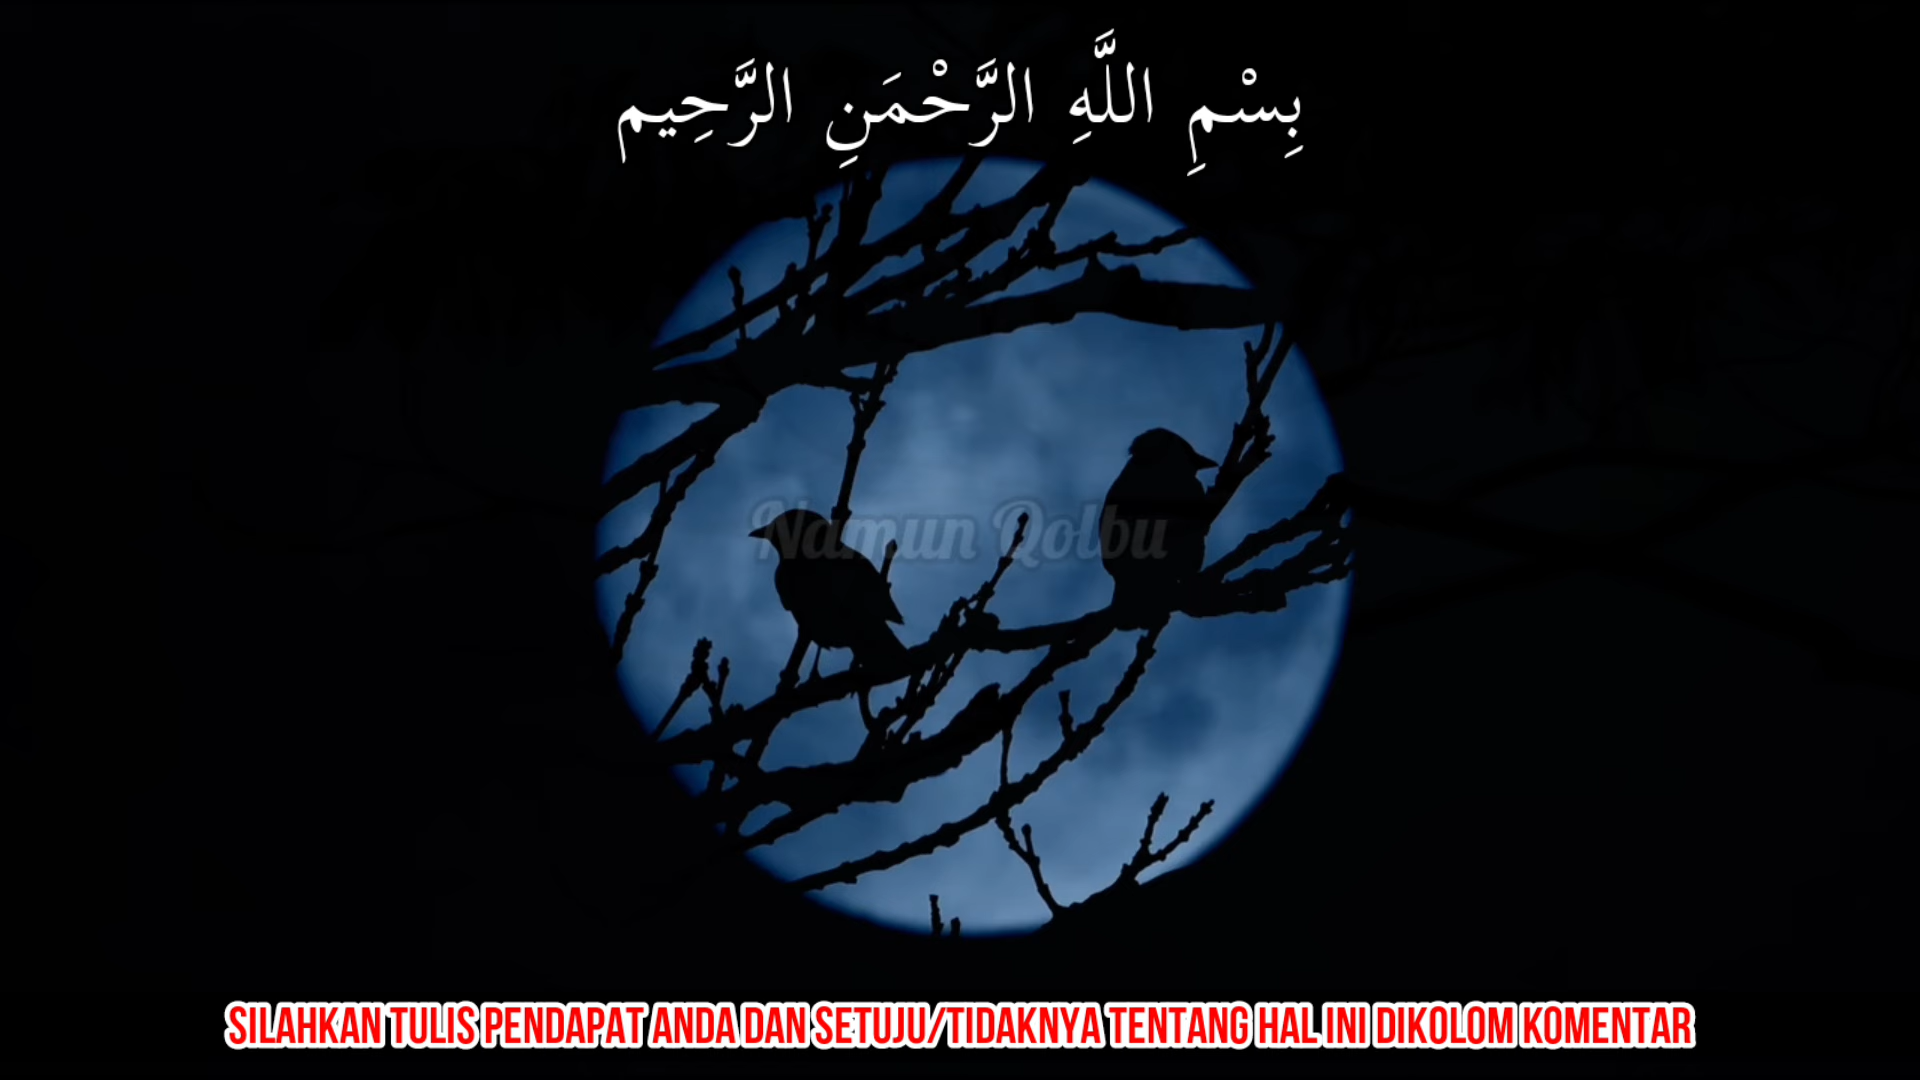 بِسْمِ اللَّهِ الرَّحْمَنِ الرَّحِيم
Namun Qolbu
SILAHKAN TULIS PENDAPAT ANDA DAN SETUJU/TIDAKNYA TENTANG HAL INI DIKOLOM KOMENTAR